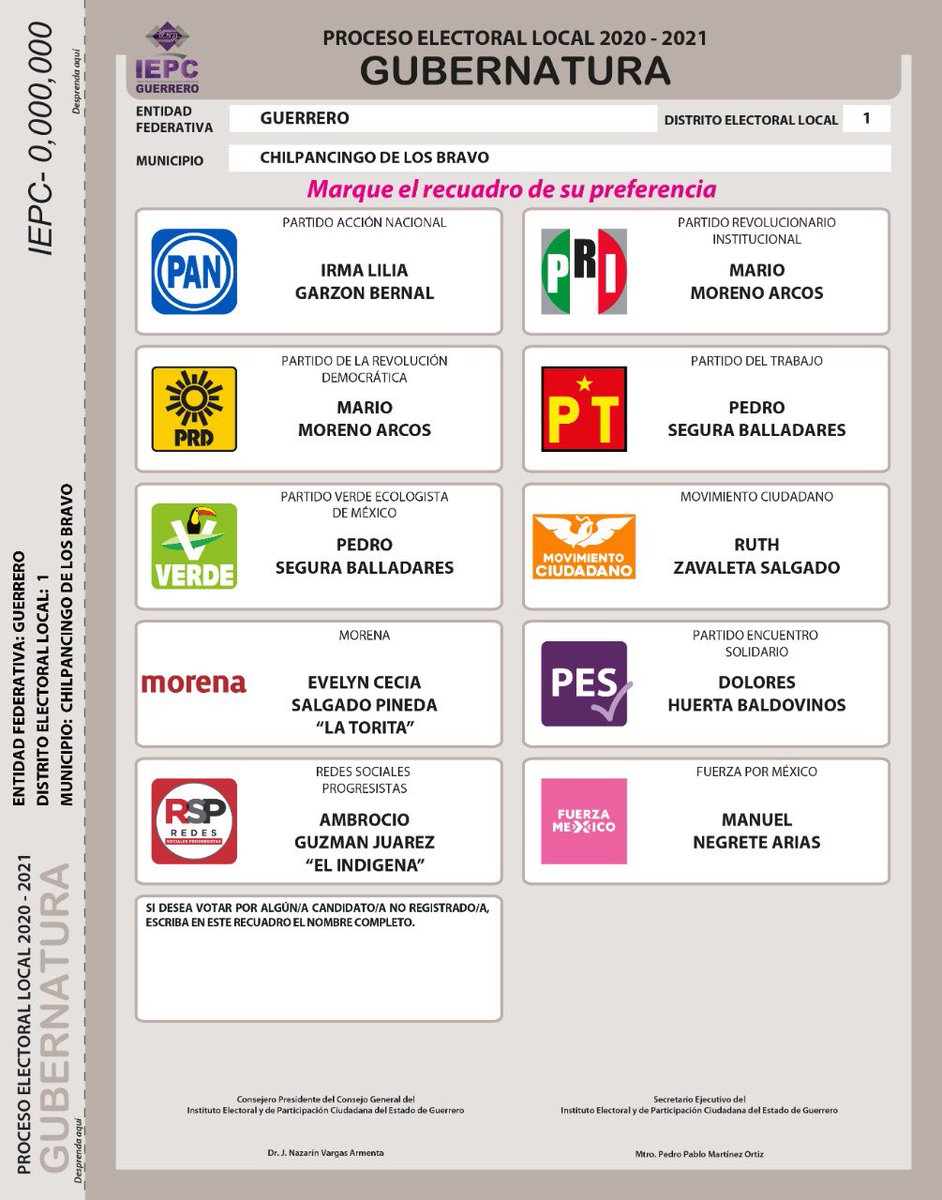 IEPC- 0,000,000
Desprenda aquí
ENTIDAD FEDERATIVA: GUERRERO
DISTRITO ELECTORAL LOCAL: 1
MUNICIPIO: CHILPANCINGO DE LOS BRAVO
PROCESO ELECTORAL LOCAL 2020 - 2021
GUBERNATURA
Desprenda aquí
IEPC
GUERRERO
PROCESO ELECTORAL LOCAL 2020 - 2021
GUBERNATURA
ENTIDAD
FEDERATIVA
GUERRERO
DISTRITO ELECTORAL LOCAL
1
MUNICIPIO
CHILPANCINGO DE LOS BRAVO
Marque el recuadro de su preferencia
PAN
PARTIDO ACCIÓN NACIONAL
IRMA LILIA
GARZON BERNAL
PRI
PARTIDO REVOLUCIONARIO
INSTITUCIONAL
MARIO
MORENO ARCOS
PRD
PARTIDO DE LA REVOLUCIÓN
DEMOCRÁTICA
MARIO
MORENO ARCOS
PT
PARTIDO DEL TRABAJO
PEDRO
SEGURA BALLADARES
V
VERDE
PARTIDO VERDE ECOLOGISTA
DE MÉXICO
PEDRO
SEGURA BALLADARES
MOVIMIENTO
CIUDADANO
MOVIMIENTO CIUDADANO
RUTH
ZAVALETA SALGADO
morena
MORENA
EVELYN CECIA
SALGADO PINEDA
“LA TORITA”
PES
PARTIDO ENCUENTRO
SOLIDARIO
DOLORES
HUERTA BALDOVINOS
RSP
REDES
SOCIALES PROGRESISTAS
REDES SOCIALES
PROGRESISTAS
AMBROCIO
GUZMAN JUAREZ
“EL INDIGENA”
FUERZA
MEXICO
FUERZA POR MÉXICO
MANUEL
NEGRETE ARIAS
SI DESEA VOTAR POR ALGÚN/A CANDIDATO/A NO REGISTRADO/A,
ESCRIBA EN ESTE RECUADRO EL NOMBRE COMPLETO.
Consejero Presidente del Consejo General del
Instituto Electoral y de Participación Ciudadana del Estado de Guerrero
Dr. J. Nazarín Vargas Armenta
Secretario Ejecutivo del
Instituto Electoral y de Participación Ciudadana del Estado de Guerrero
Mtro. Pedro Pablo Martínez Ortiz